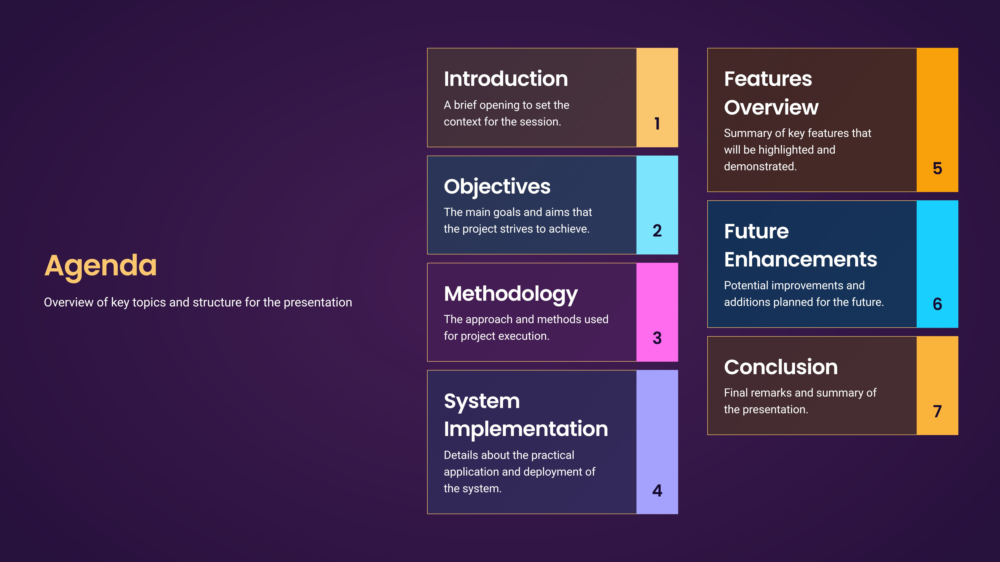 Agenda
Overview of key topics and structure for the presentation
Introduction
A brief opening to set the
context for the session.
1
Objectives
The main goals and aims that
the project strives to achieve.
2
Methodology
The approach and methods used
for project execution.
3
System
Implementation
Details about the practical
application and deployment of
the system.
4
Features
Overview
Summary of key features that
will be highlighted and
demonstrated.
5
Future
Enhancements
Potential improvements and
additions planned for the future.
6
Conclusion
Final remarks and summary of
the presentation.
7